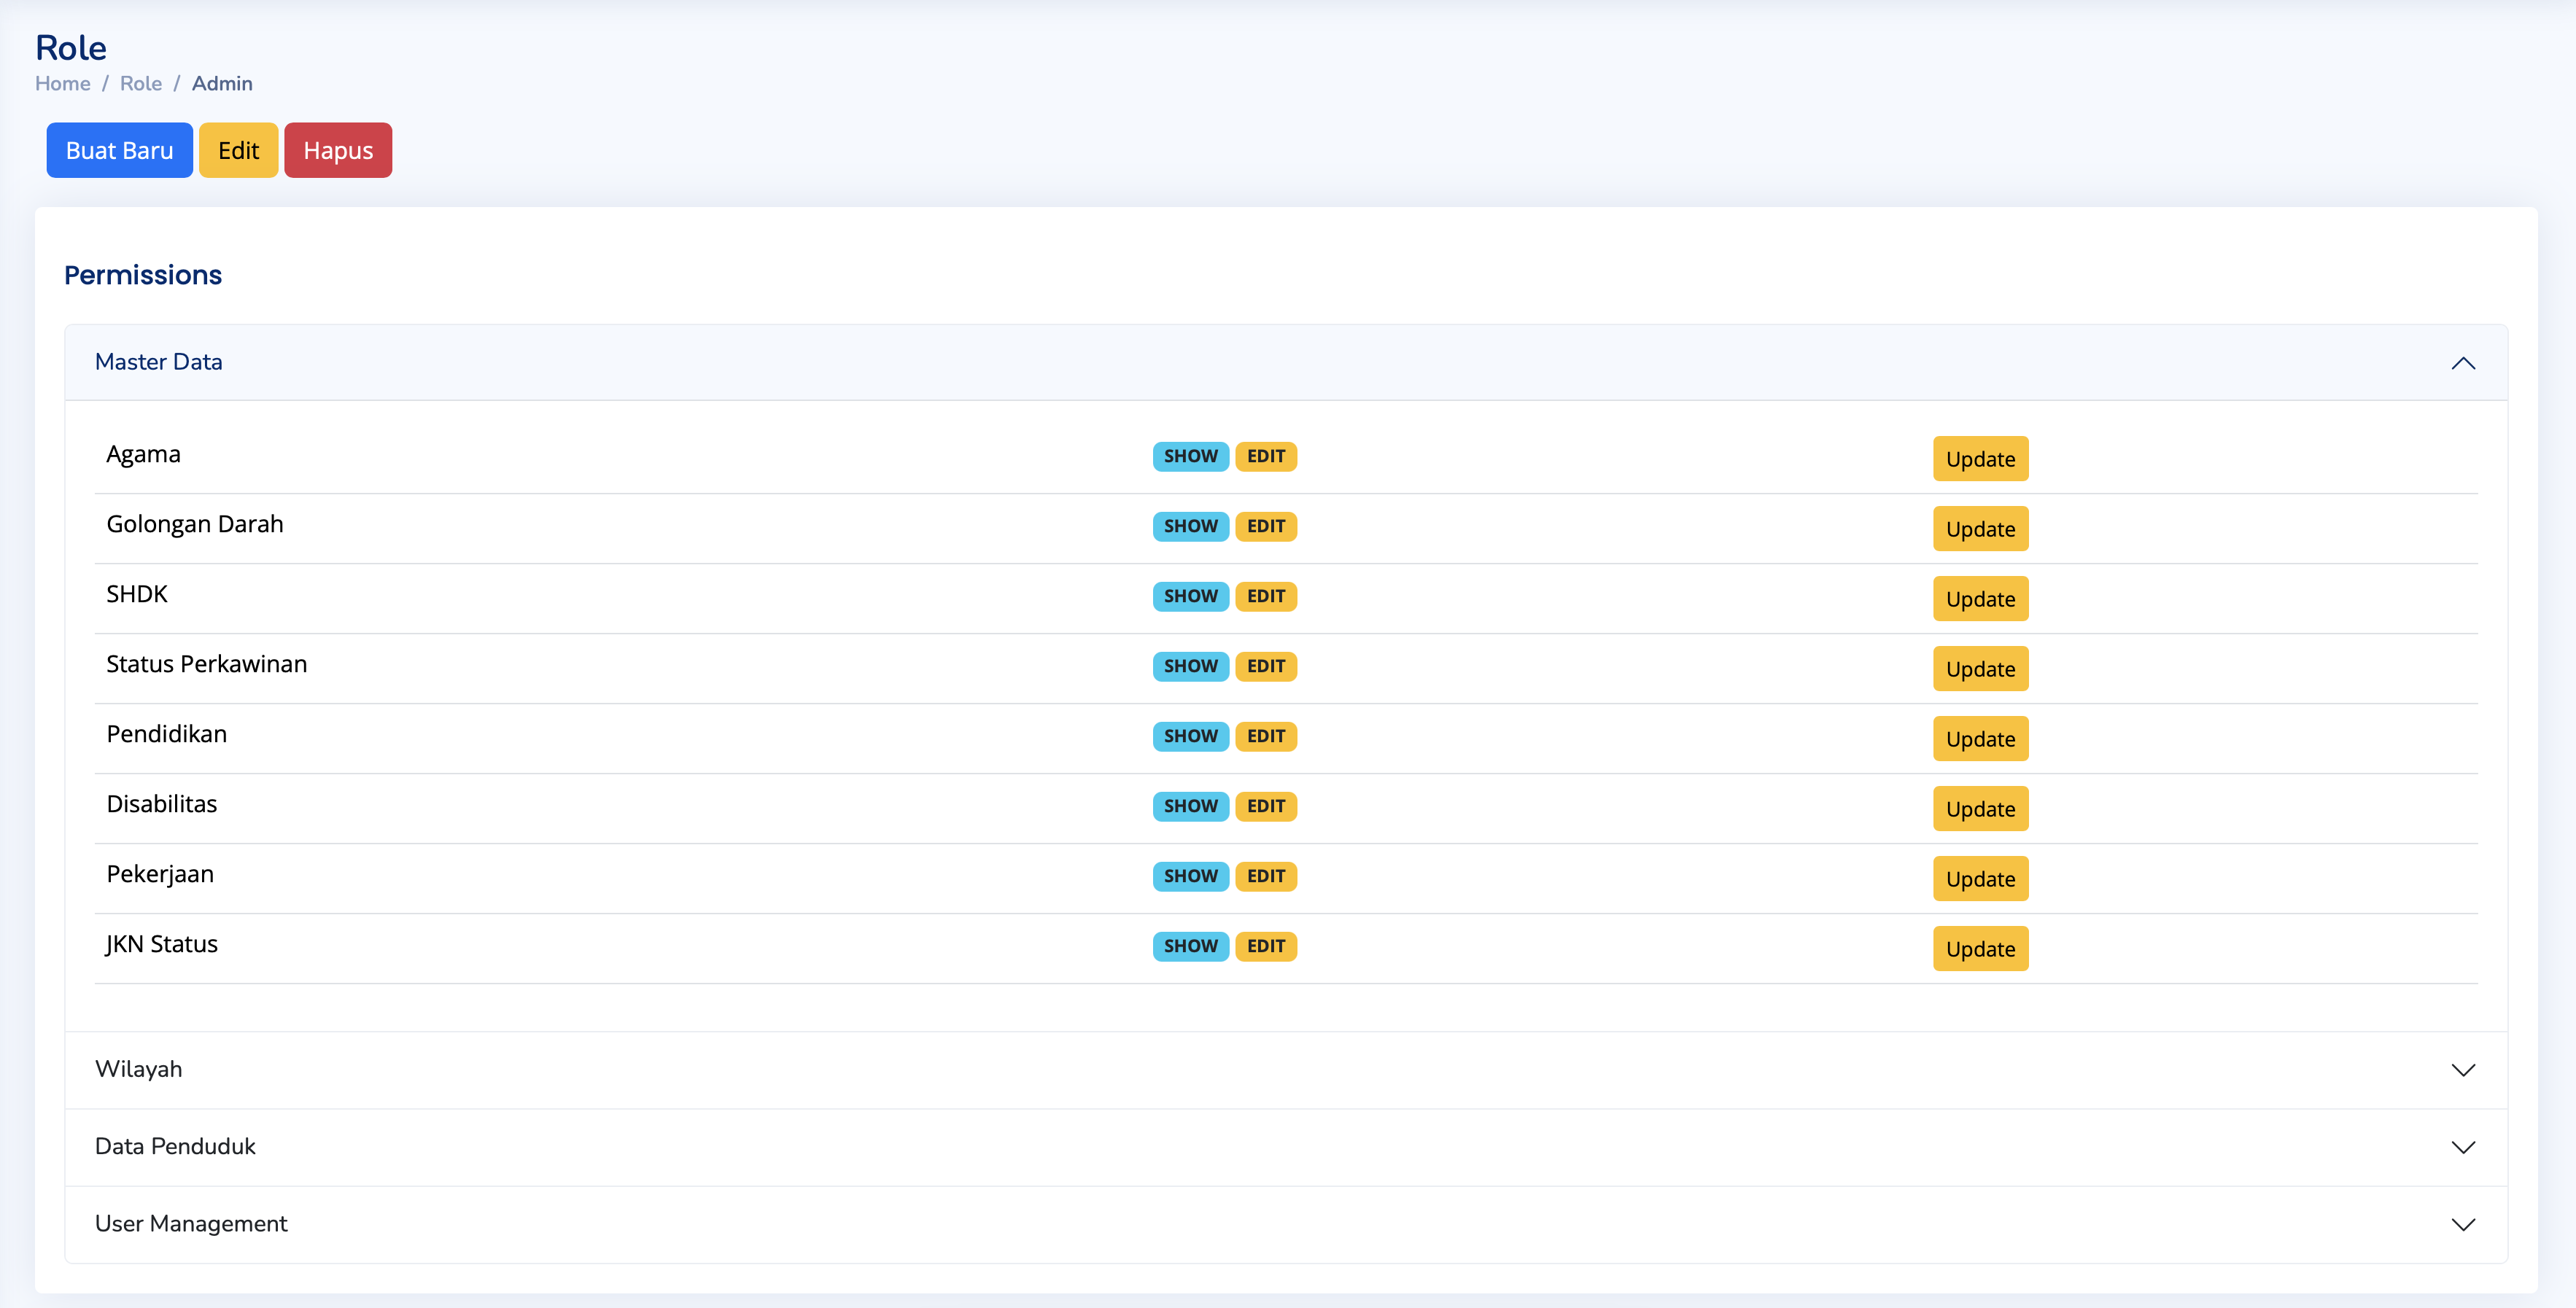 Role
Home / Role / Admin
Buat Baru Edit Hapus
Permissions
Master Data
Agama SHOW EDIT Update
Golongan Darah SHOW EDIT Update
SHDK SHOW EDIT Update
Status Perkawinan SHOW EDIT Update
Pendidikan SHOW EDIT Update
Disabilitas SHOW EDIT Update
Pekerjaan SHOW EDIT Update
JKN Status SHOW EDIT Update
Wilayah
Data Penduduk
User Management